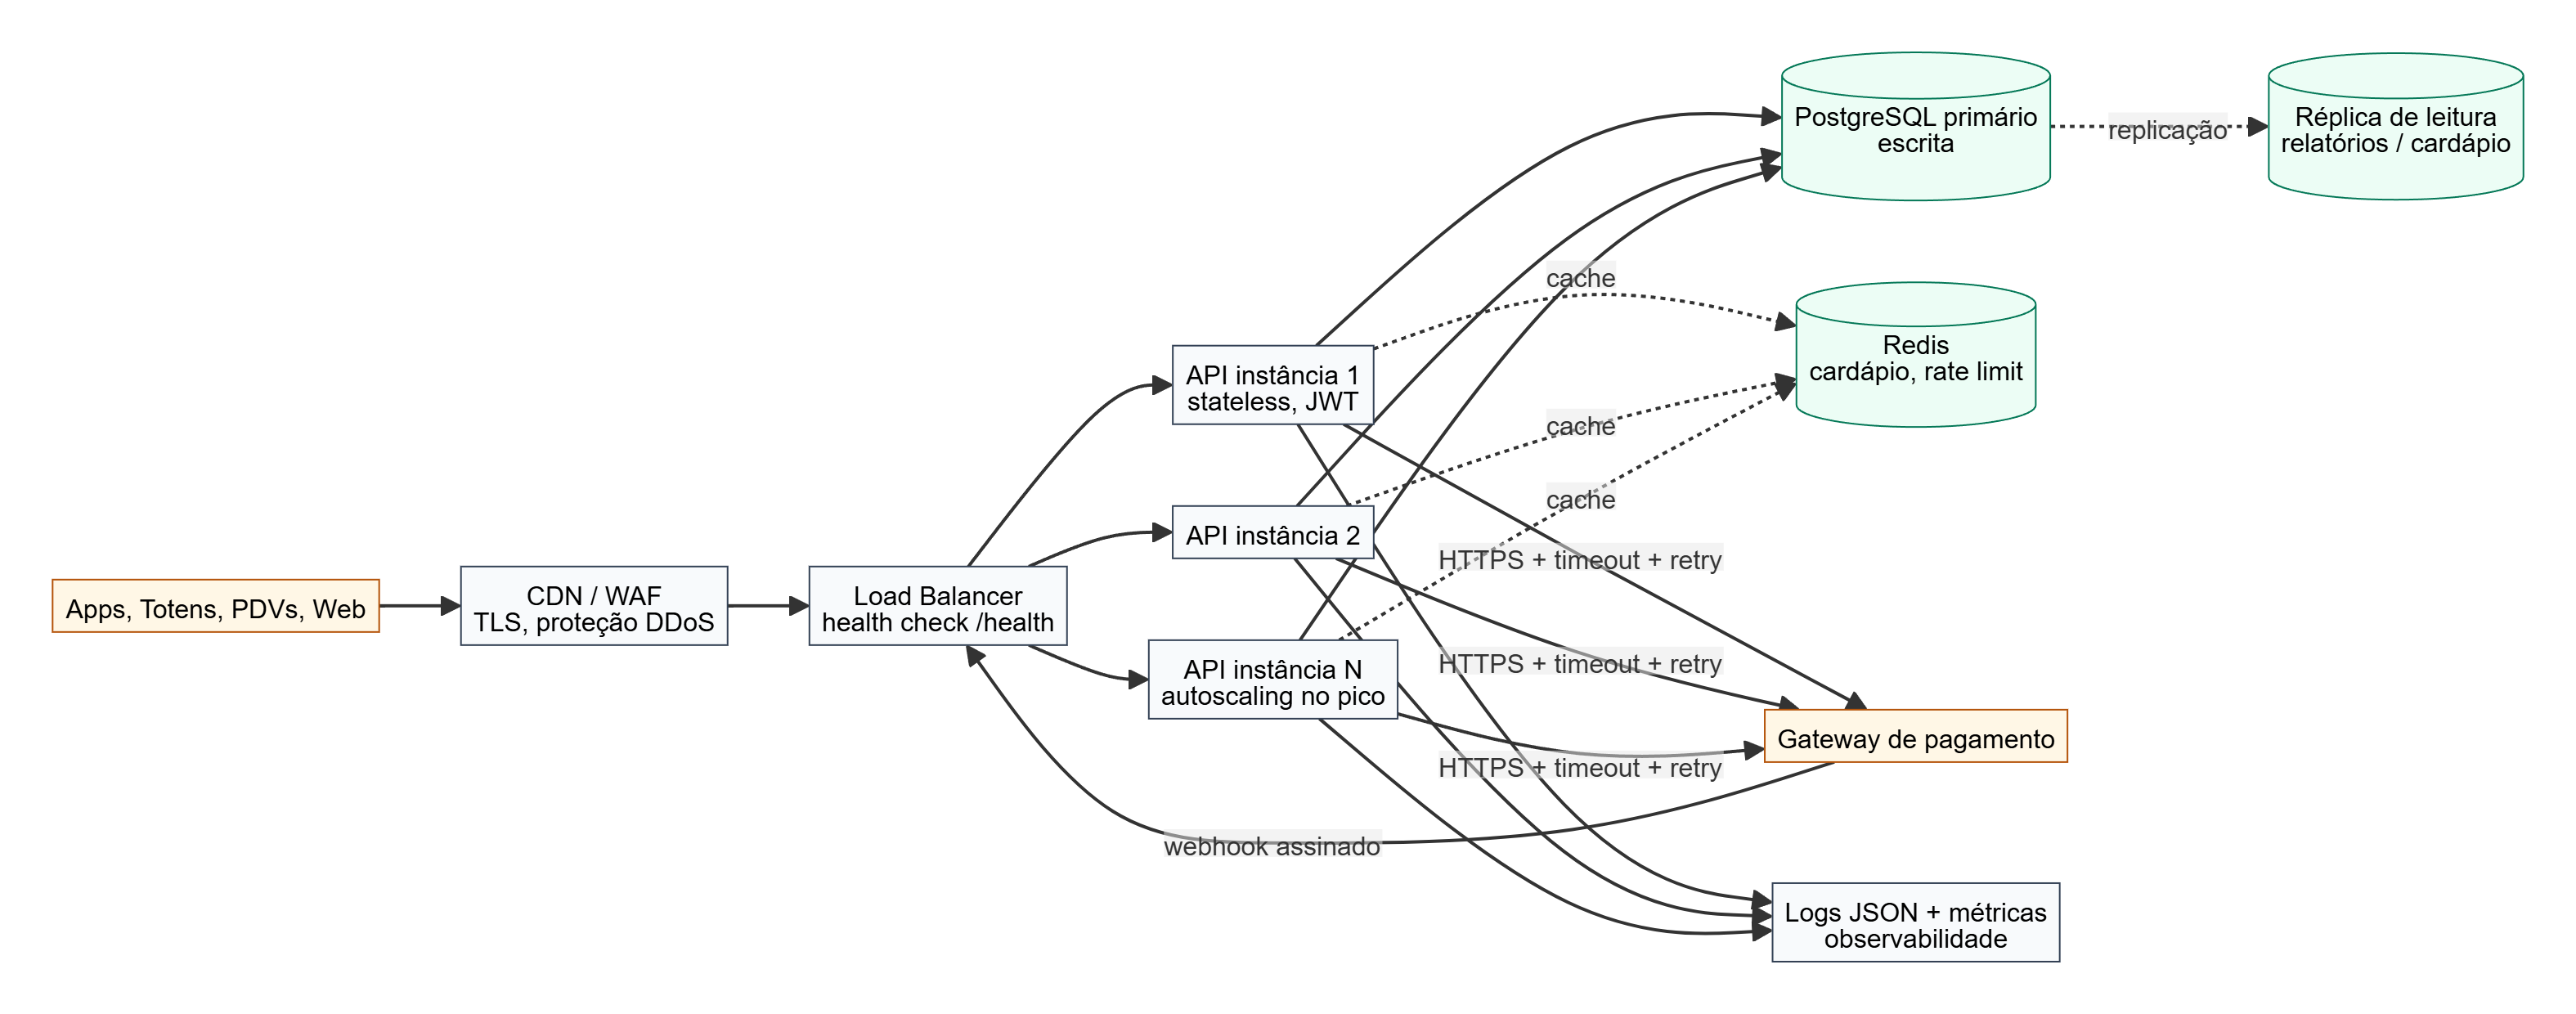 Apps, Totens, PDVs, Web
CDN / WAF
TLS, proteção DDoS
Load Balancer
health check /health
API instância 1
stateless, JWT
API instância 2
API instância N
autoscaling no pico
cache
cache
cache
HTTPS + timeout + retry
HTTPS + timeout + retry
HTTPS + timeout + retry
webhook assinado
PostgreSQL primário
escrita
replicação
Réplica de leitura
relatórios / cardápio
Redis
cardápio, rate limit
Gateway de pagamento
Logs JSON + métricas
observabilidade